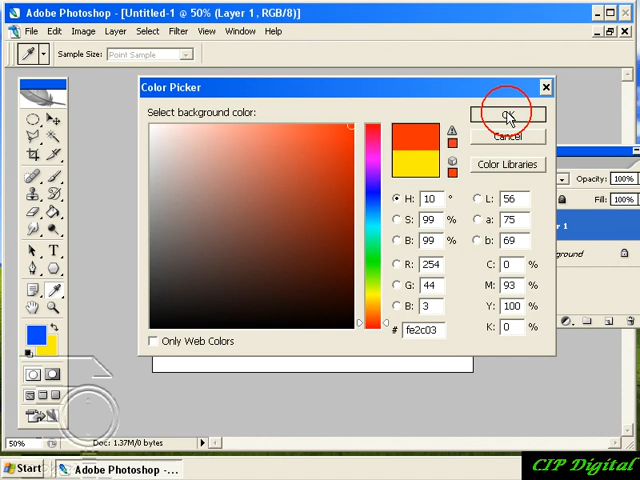 Adobe Photoshop - [Untitled-1 @ 50% (Layer 1, RGB/8)]
File Edit Image Layer Select Filter View Window Help
Sample Size: Point Sample
Color Picker
Select background color:
OK
Cancel
Color Libraries
H: 10 °
L: 56
S: 99 %
a: 75
B: 99 %
b: 69
R: 254
C: 0 %
G: 44
M: 93 %
B: 3
Y: 100 %
# fe2c03
K: 0 %
Only Web Colors
Opacity: 100%
Fill: 100%
1
50%
Doc: 1.37M/0 bytes
Start
Adobe Photoshop - ...
CIP Digital